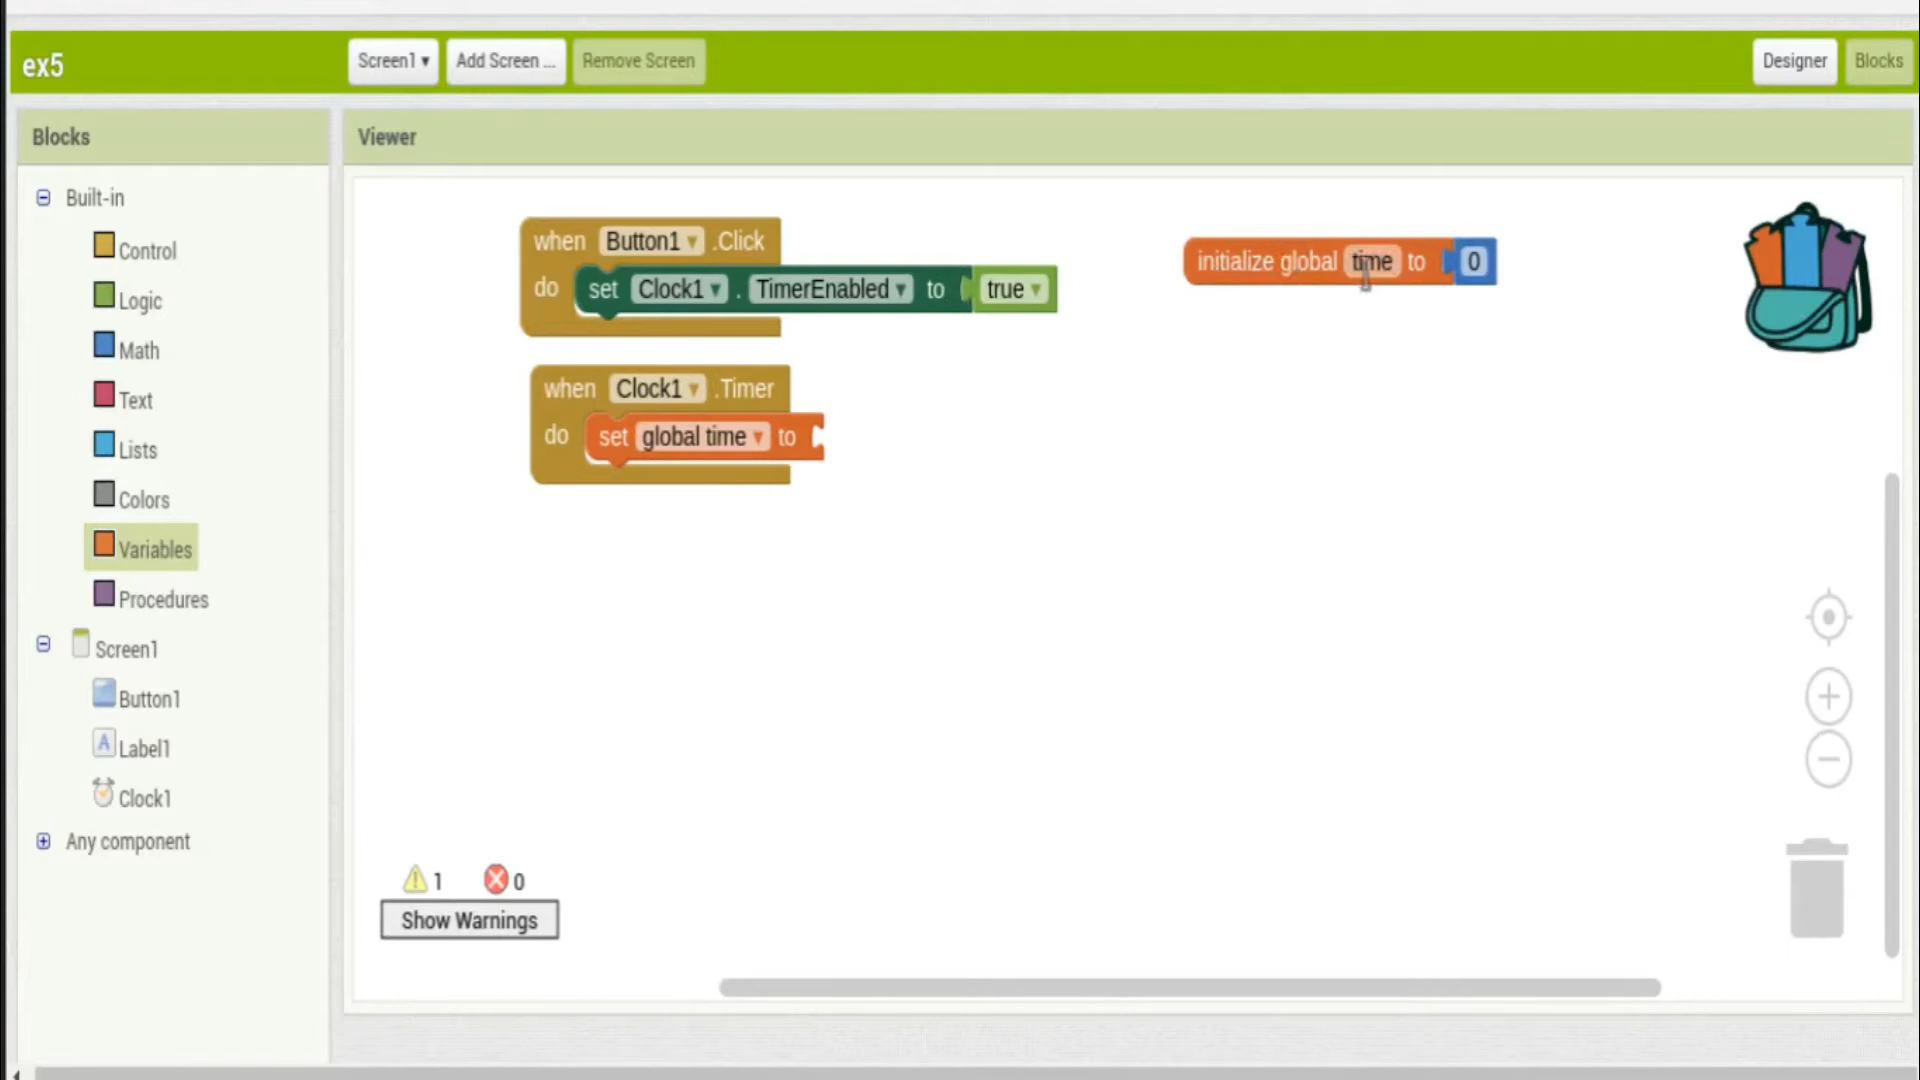 ex5
Screen1 ▾
Add Screen ...
Remove Screen
Designer
Blocks
Blocks
Viewer
Built-in
Control
Logic
Math
Text
Lists
Colors
Variables
Procedures
Screen1
Button1
Label1
Clock1
Any component
when Button1 ▾ .Click
do set Clock1 ▾ . TimerEnabled ▾ to true ▾
initialize global time to 0
when Clock1 ▾ .Timer
do set global time ▾ to
1 0
Show Warnings